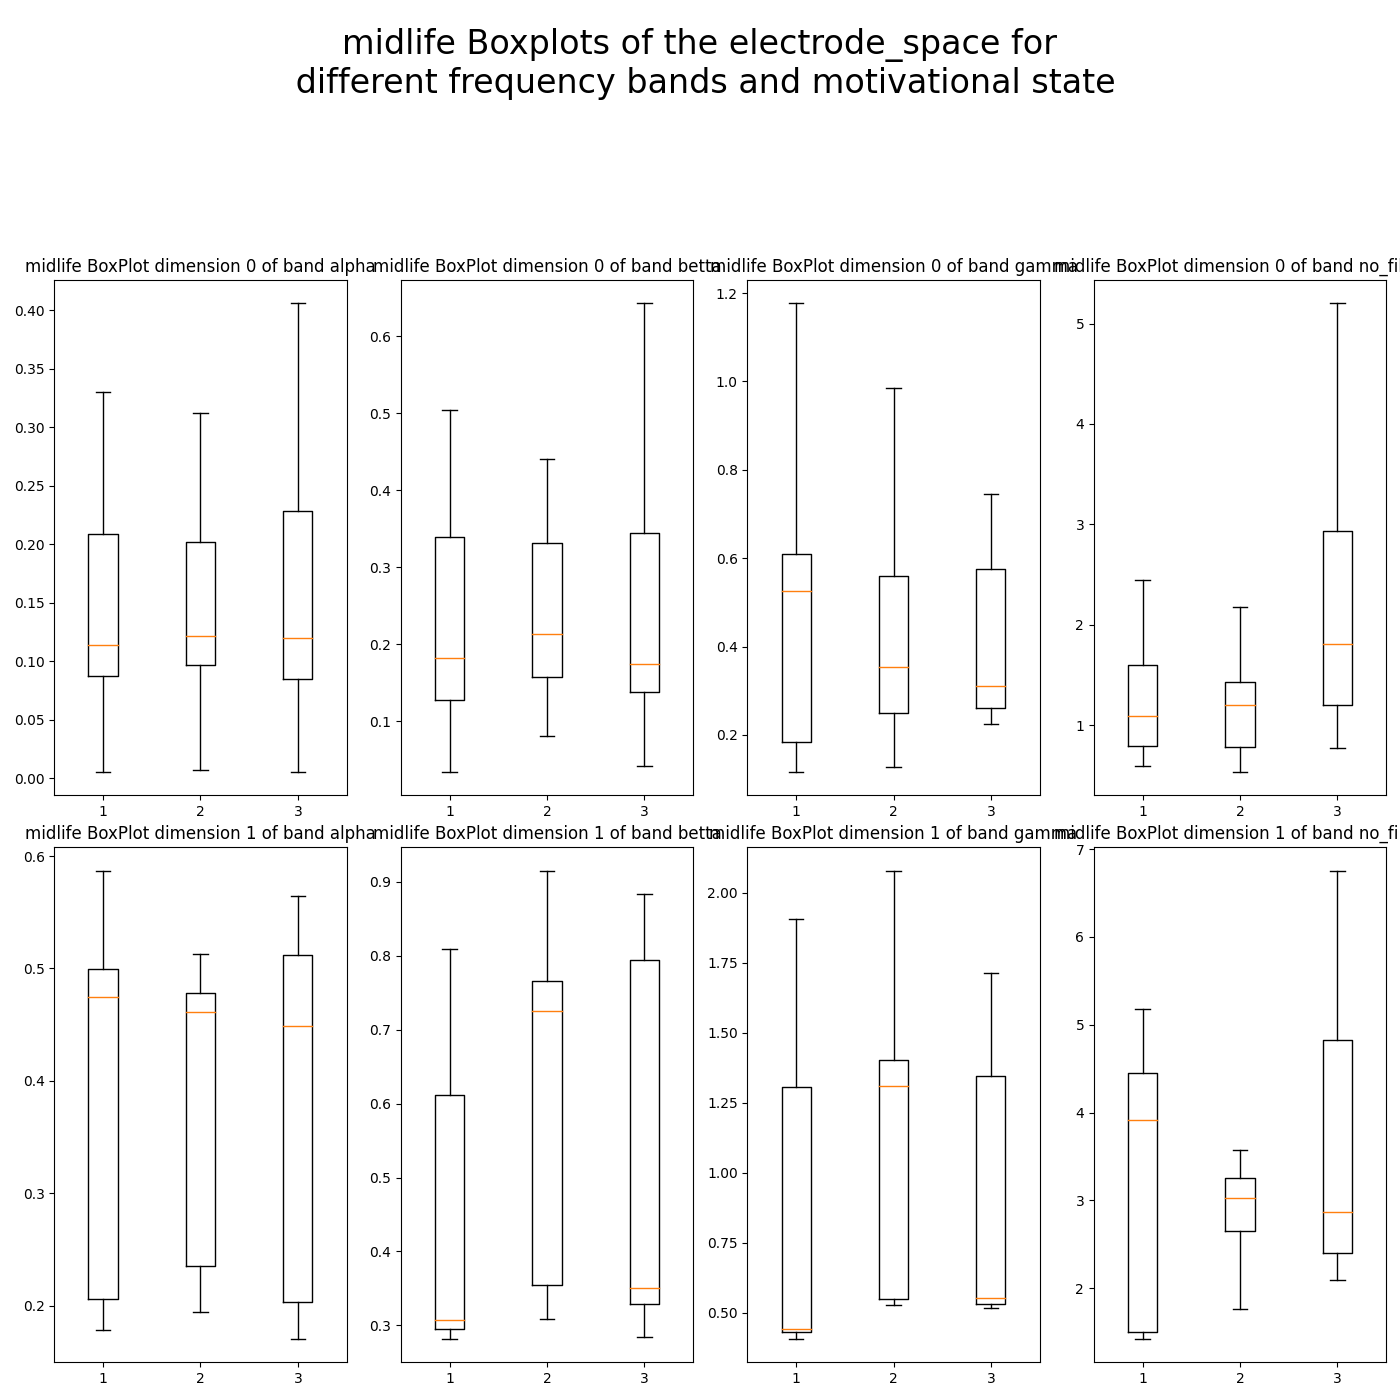 midlife Boxplots of the electrode_space for
different frequency bands and motivational state
midlife BoxPlot dimension 0 of band alpha
midlife BoxPlot dimension 0 of band betta
midlife BoxPlot dimension 0 of band gamma
midlife BoxPlot dimension 0 of band no_fi
0.40
0.35
0.30
0.25
0.20
0.15
0.10
0.05
0.00
1 2 3
0.6
0.5
0.4
0.3
0.2
0.1
1 2 3
1.2
1.0
0.8
0.6
0.4
0.2
1 2 3
5
4
3
2
1
1 2 3
midlife BoxPlot dimension 1 of band alpha
midlife BoxPlot dimension 1 of band betta
midlife BoxPlot dimension 1 of band gamma
midlife BoxPlot dimension 1 of band no_fi
0.6
0.5
0.4
0.3
0.2
1 2 3
0.9
0.8
0.7
0.6
0.5
0.4
0.3
1 2 3
2.00
1.75
1.50
1.25
1.00
0.75
0.50
1 2 3
7
6
5
4
3
2
1 2 3